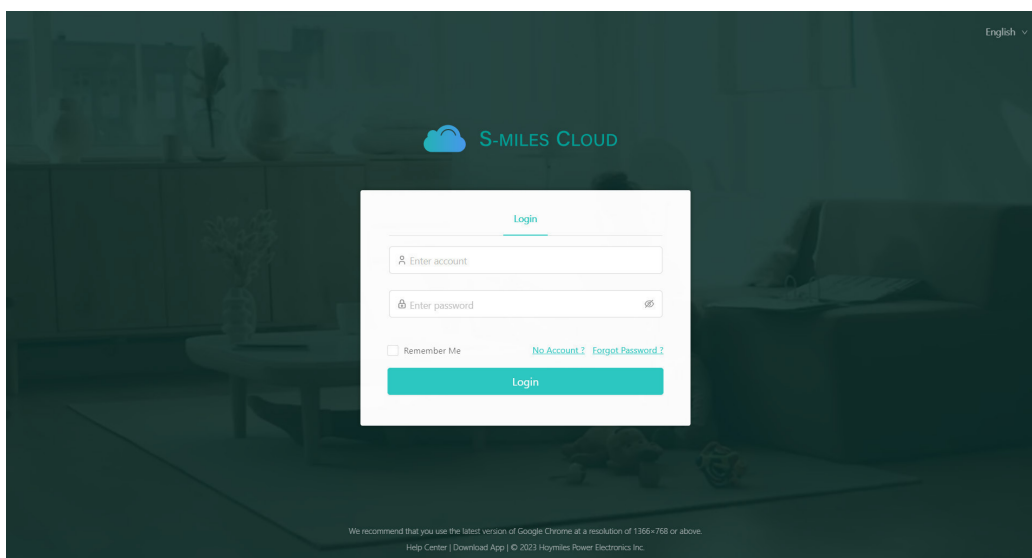 English
S-MILES CLOUD
Login
Enter account
Enter password
Remember Me No Account ? Forgot Password ?
Login
We recommend that you use the latest version of Google Chrome at a resolution of 1366×768 or above.
Help Center | Download App | © 2023 Hoymiles Power Electronics Inc.